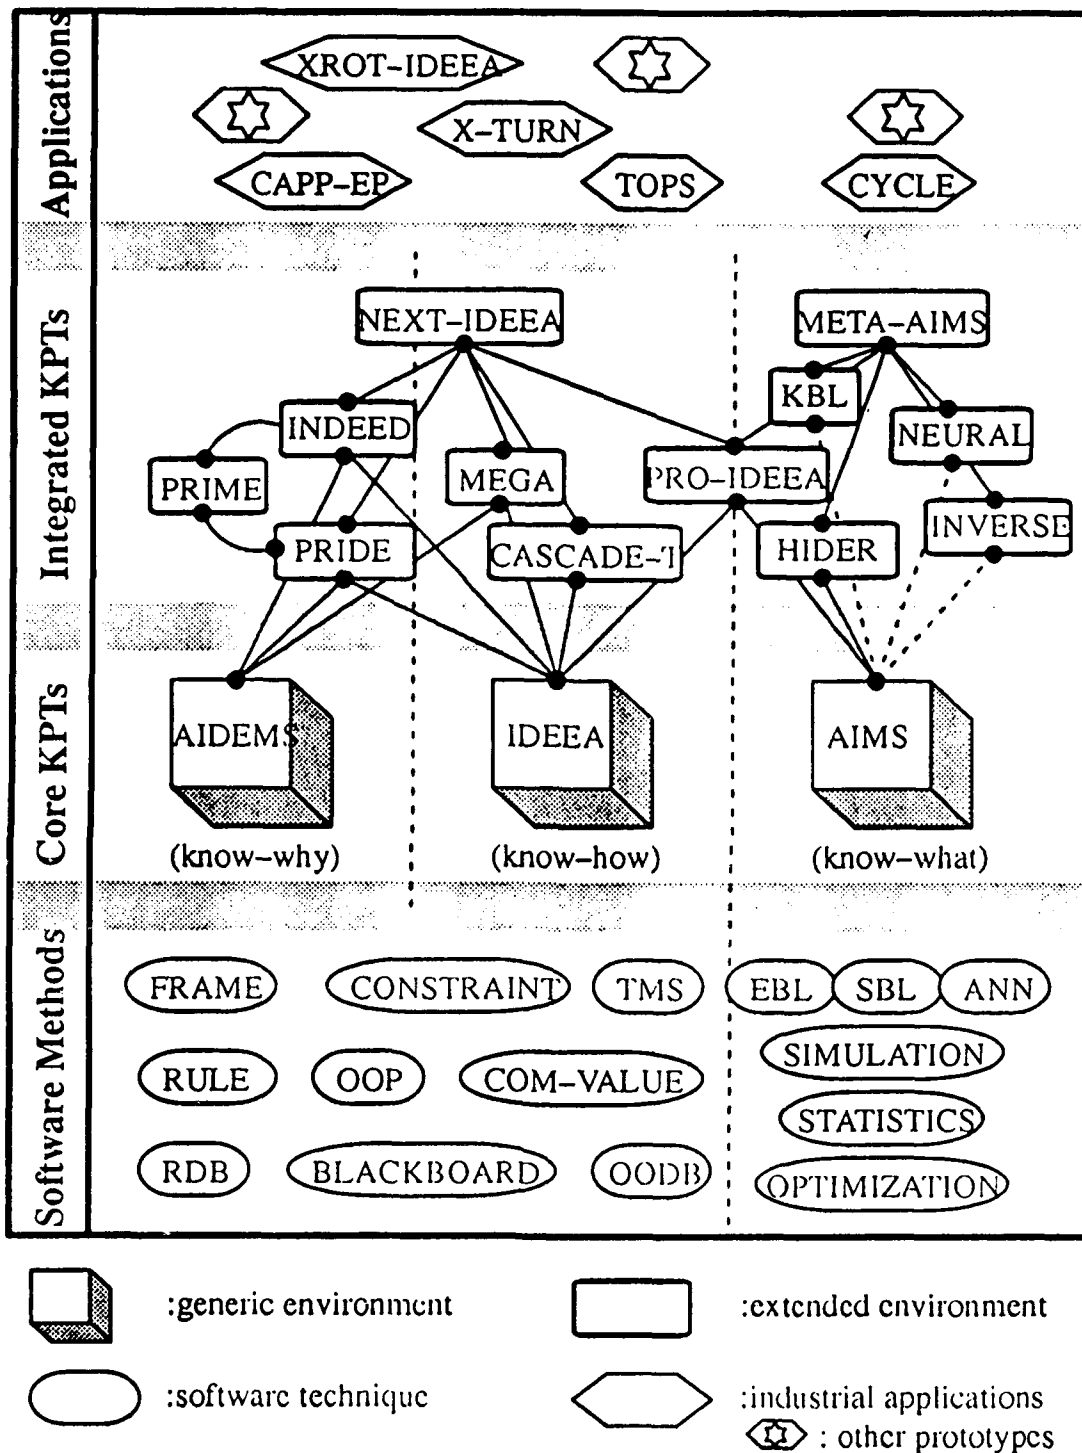 Applications
XROT-IDEEA
X-TURN
CAPP-EP
TOPS
CYCLE
Integrated KPTs
NEXT-IDEEA
META-AIMS
KBL
INDEED
NEURAL
PRIME
MEGA
PRO-IDEEA
INVERSE
PRIDE
CASCADE-T
HIDER
Core KPTs
AIDEMS
IDEEA
AIMS
(know-why)
(know-how)
(know-what)
Software Methods
FRAME
CONSTRAINT
TMS
EBL
SBL
ANN
SIMULATION
RULE
OOP
COM-VALUE
STATISTICS
RDB
BLACKBOARD
OODB
OPTIMIZATION
:generic environment
:extended environment
:software technique
:industrial applications
: other prototypes